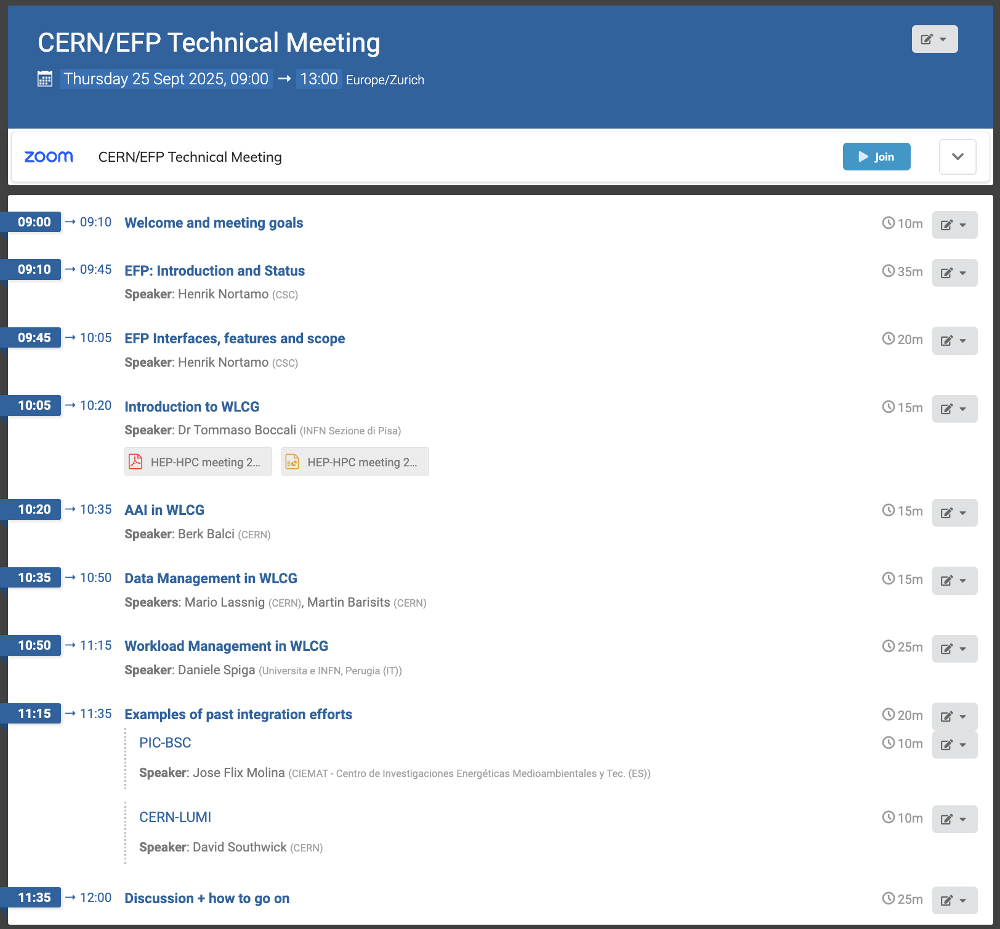 CERN/EFP Technical Meeting
Thursday 25 Sept 2025, 09:00 → 13:00 Europe/Zurich
zoom CERN/EFP Technical Meeting Join
09:00 → 09:10 Welcome and meeting goals 10m
09:10 → 09:45 EFP: Introduction and Status 35m
Speaker: Henrik Nortamo (CSC)
09:45 → 10:05 EFP Interfaces, features and scope 20m
Speaker: Henrik Nortamo (CSC)
10:05 → 10:20 Introduction to WLCG 15m
Speaker: Dr Tommaso Boccali (INFN Sezione di Pisa)
HEP-HPC meeting 2... HEP-HPC meeting 2...
10:20 → 10:35 AAI in WLCG 15m
Speaker: Berk Balci (CERN)
10:35 → 10:50 Data Management in WLCG 15m
Speakers: Mario Lassnig (CERN), Martin Barisits (CERN)
10:50 → 11:15 Workload Management in WLCG 25m
Speaker: Daniele Spiga (Universita e INFN, Perugia (IT))
11:15 → 11:35 Examples of past integration efforts 20m
PIC-BSC 10m
Speaker: Jose Flix Molina (CIEMAT - Centro de Investigaciones Energéticas Medioambientales y Tec. (ES))
CERN-LUMI 10m
Speaker: David Southwick (CERN)
11:35 → 12:00 Discussion + how to go on 25m